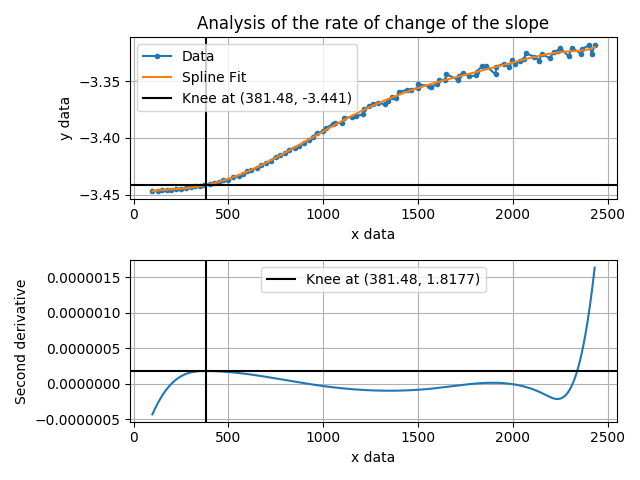 Analysis of the rate of change of the slope
Data
Spline Fit
Knee at (381.48, -3.441)
y data
−3.35
−3.40
−3.45
0 500 1000 1500 2000 2500
x data
Knee at (381.48, 1.8177)
Second derivative
0.0000015
0.0000010
0.0000005
0.0000000
−0.0000005
0 500 1000 1500 2000 2500
x data